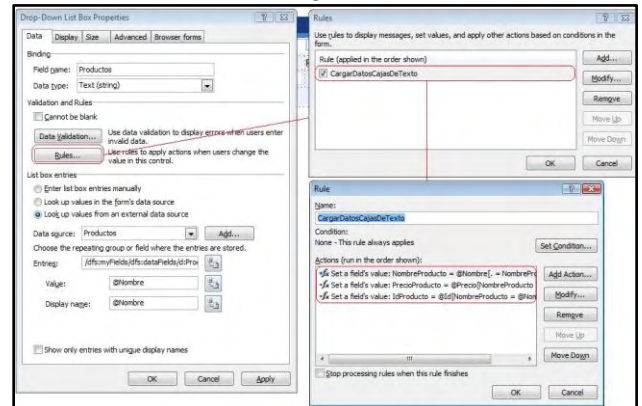 Drop-Down List Box Properties
Data Display Size Advanced Browser forms
Binding
Field name: Productos
Data type: Text (string)
Validation and Rules
Cannot be blank
Data Validation... Use data validation to display errors when users enter
invalid data.
Rules... Use rules to apply actions when users change the
value in this control.
List box entries
Enter list box entries manually
Look up values in the form's data source
Look up values from an external data source
Data source: Productos Add...
Choose the repeating group or field where the entries are stored.
Entries: /dfs:myFields/dfs:dataFields/d:Pro
Value: @Nombre
Display name: @Nombre
Show only entries with unique display names
OK Cancel Apply
Rules
Use rules to display messages, set values, and apply other actions based on conditions in the
form.
Rule (applied in the order shown)
CargarDatosCajasDeTexto
Add...
Modify...
Remove
Move Up
Move Down
OK Cancel
Rule
Name:
CargarDatosCajasDeTexto
Condition:
None - This rule always applies
Set Condition...
Actions (run in the order shown):
Set a field's value: NombreProducto = @Nombre[. = NombrePr
Set a field's value: PrecioProducto = @Precio[NombreProducto
Set a field's value: IdProducto = @Id[NombreProducto = @Non
Add Action...
Modify...
Remove
Move Up
Move Down
Stop processing rules when this rule finishes
OK Cancel